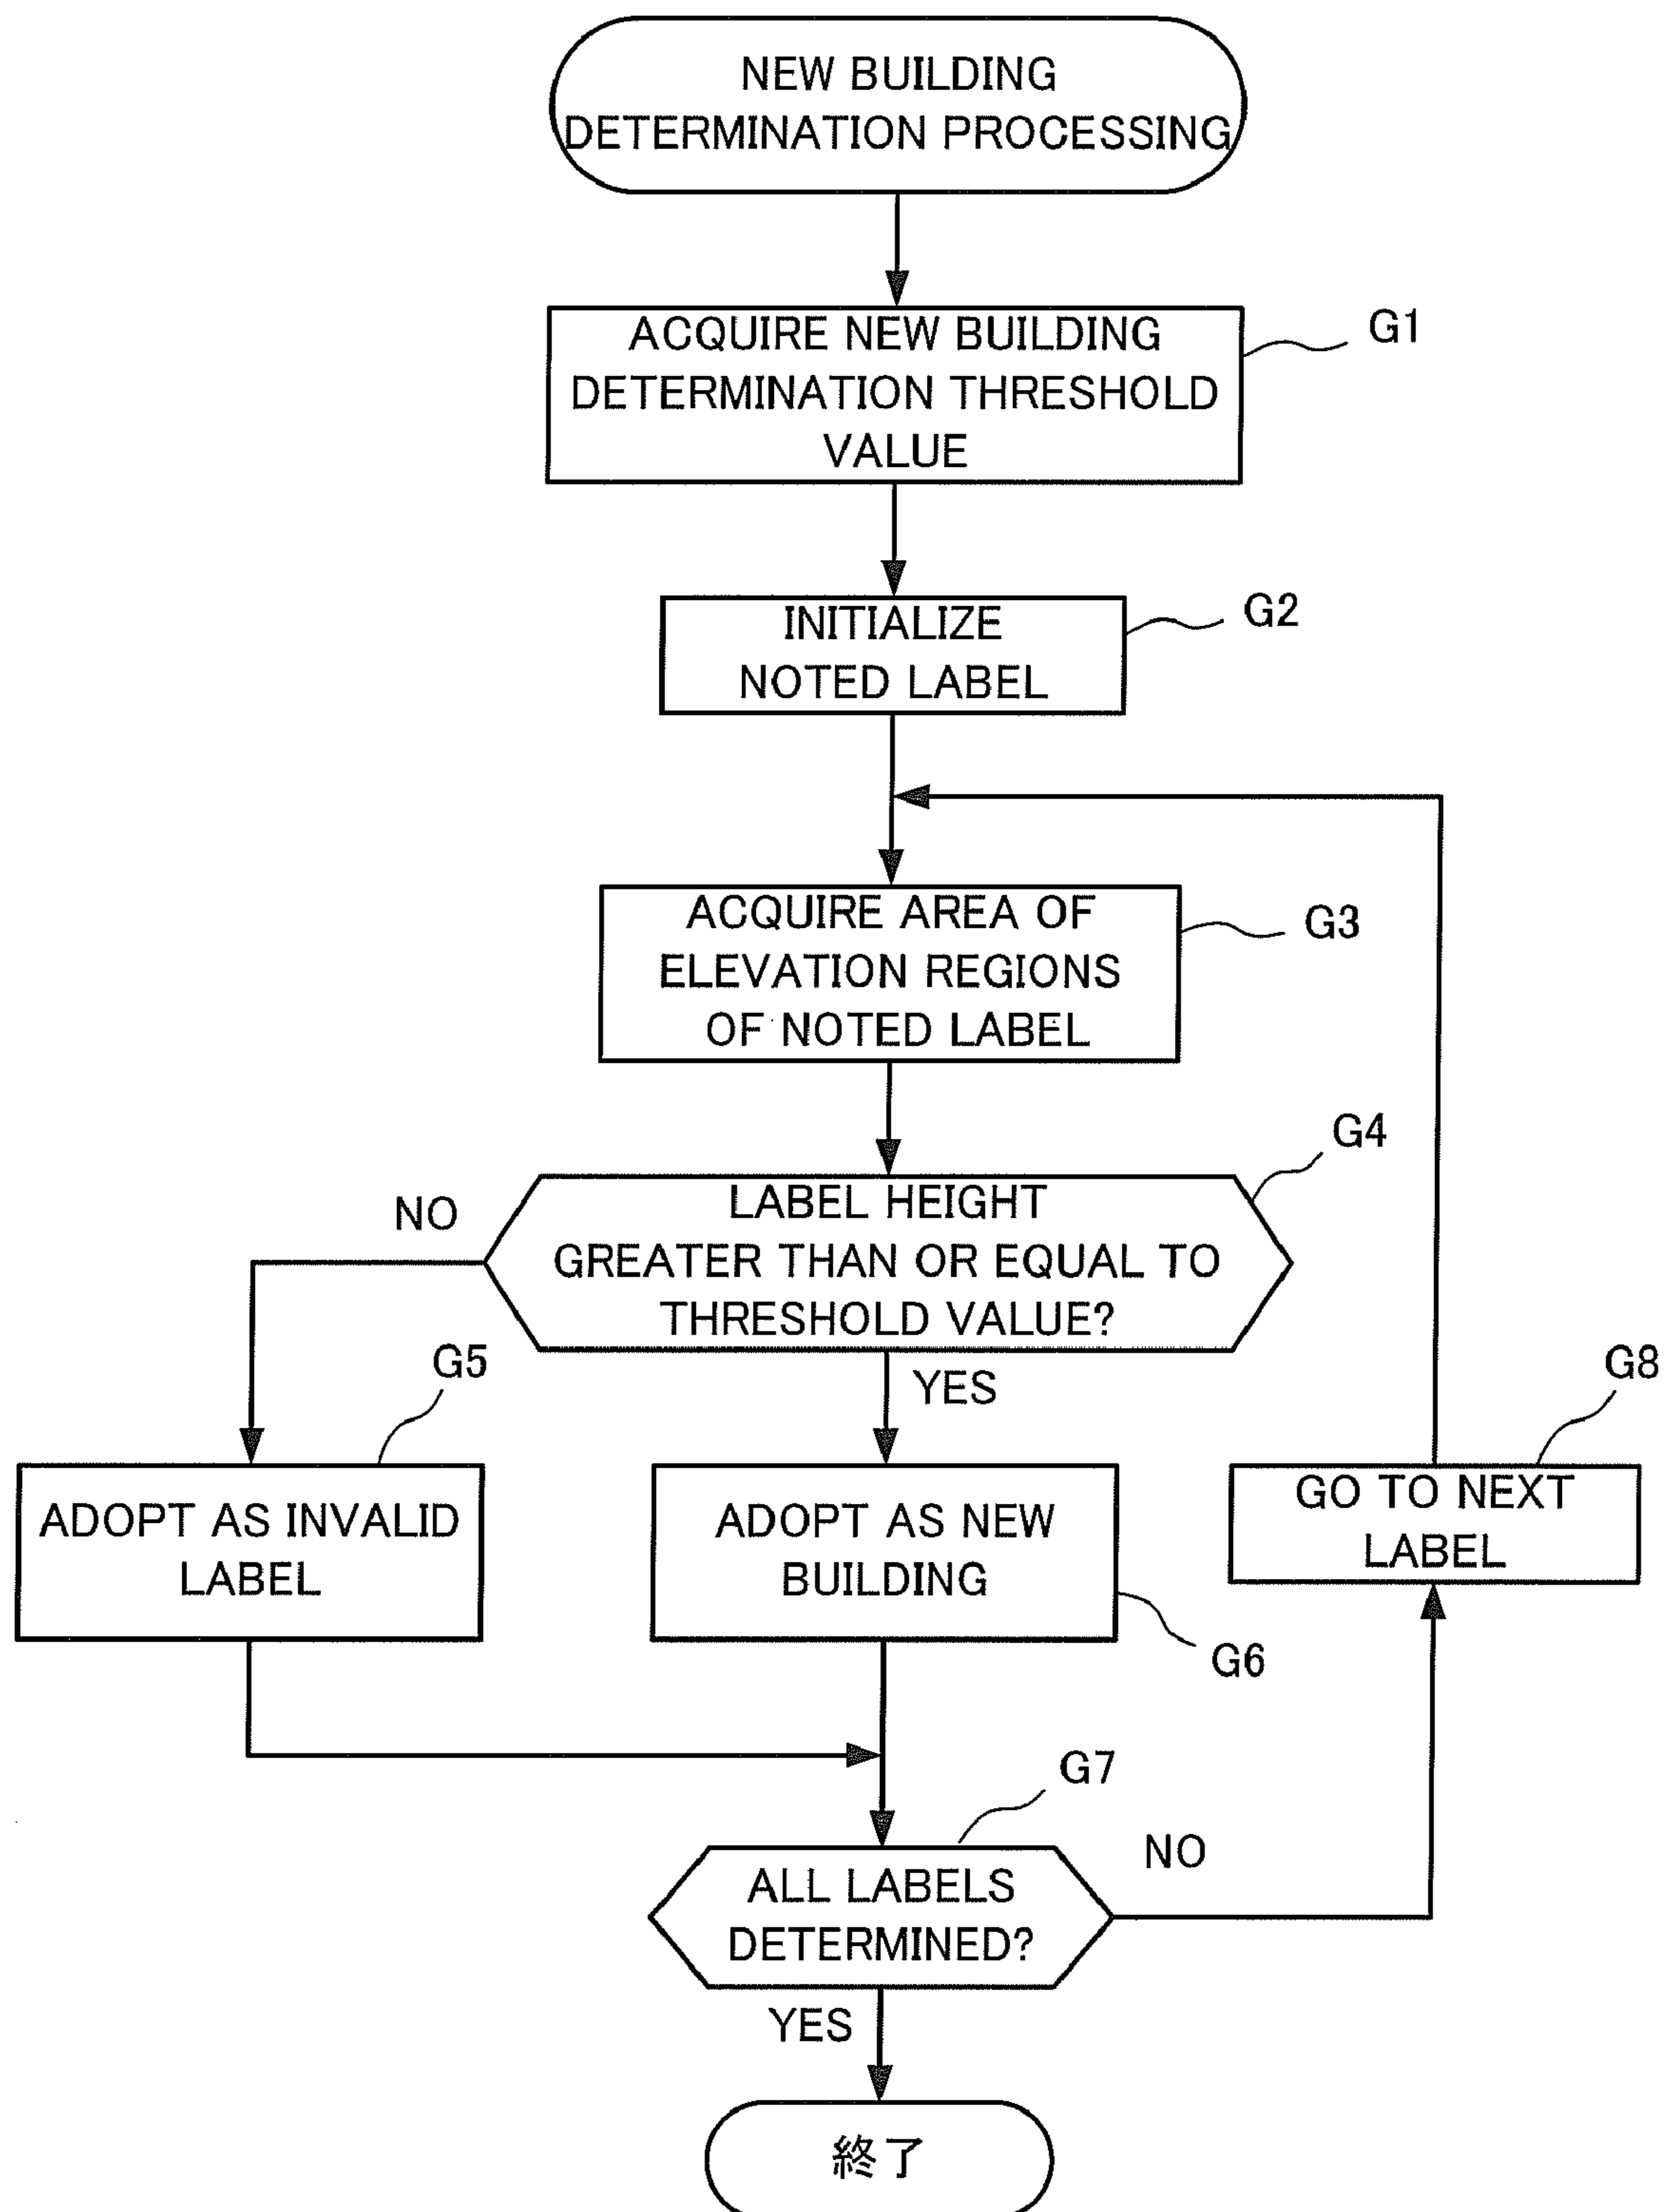 NEW BUILDING
DETERMINATION PROCESSING
ACQUIRE NEW BUILDING
DETERMINATION THRESHOLD
VALUE
G1
INITIALIZE
NOTED LABEL
G2
ACQUIRE AREA OF
ELEVATION REGIONS
OF NOTED LABEL
G3
G4
LABEL HEIGHT
GREATER THAN OR EQUAL TO
THRESHOLD VALUE?
NO
YES
G5
ADOPT AS INVALID
LABEL
ADOPT AS NEW
BUILDING
G6
G8
GO TO NEXT
LABEL
G7
ALL LABELS
DETERMINED?
NO
YES
終了